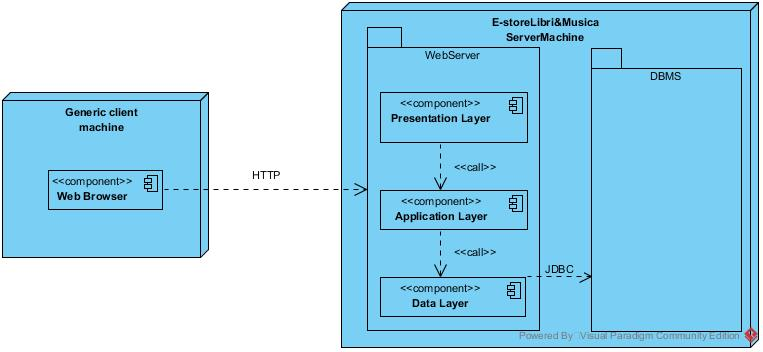 Generic client
machine
<<component>>
Web Browser
HTTP
E-storeLibri&Musica
ServerMachine
WebServer
<<component>>
Presentation Layer
<<call>>
<<component>>
Application Layer
<<call>>
<<component>>
Data Layer
JDBC
DBMS
Powered By Visual Paradigm Community Edition